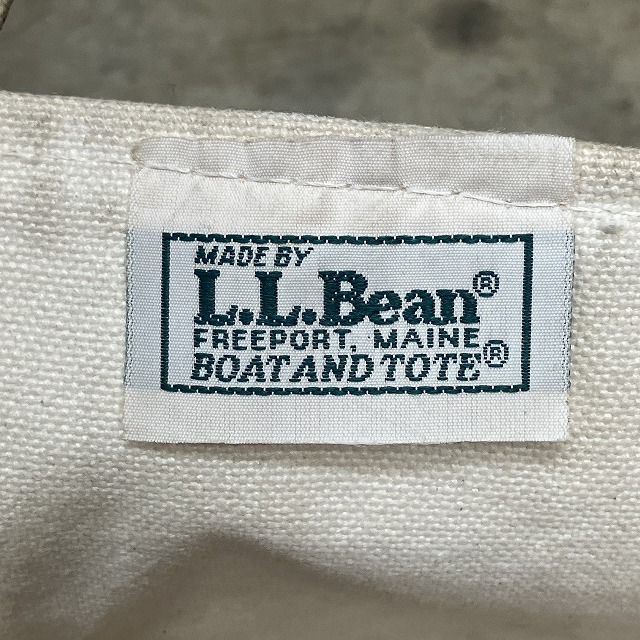 MADE BY
L.L.Bean®
FREEPORT, MAINE
BOAT AND TOTE®